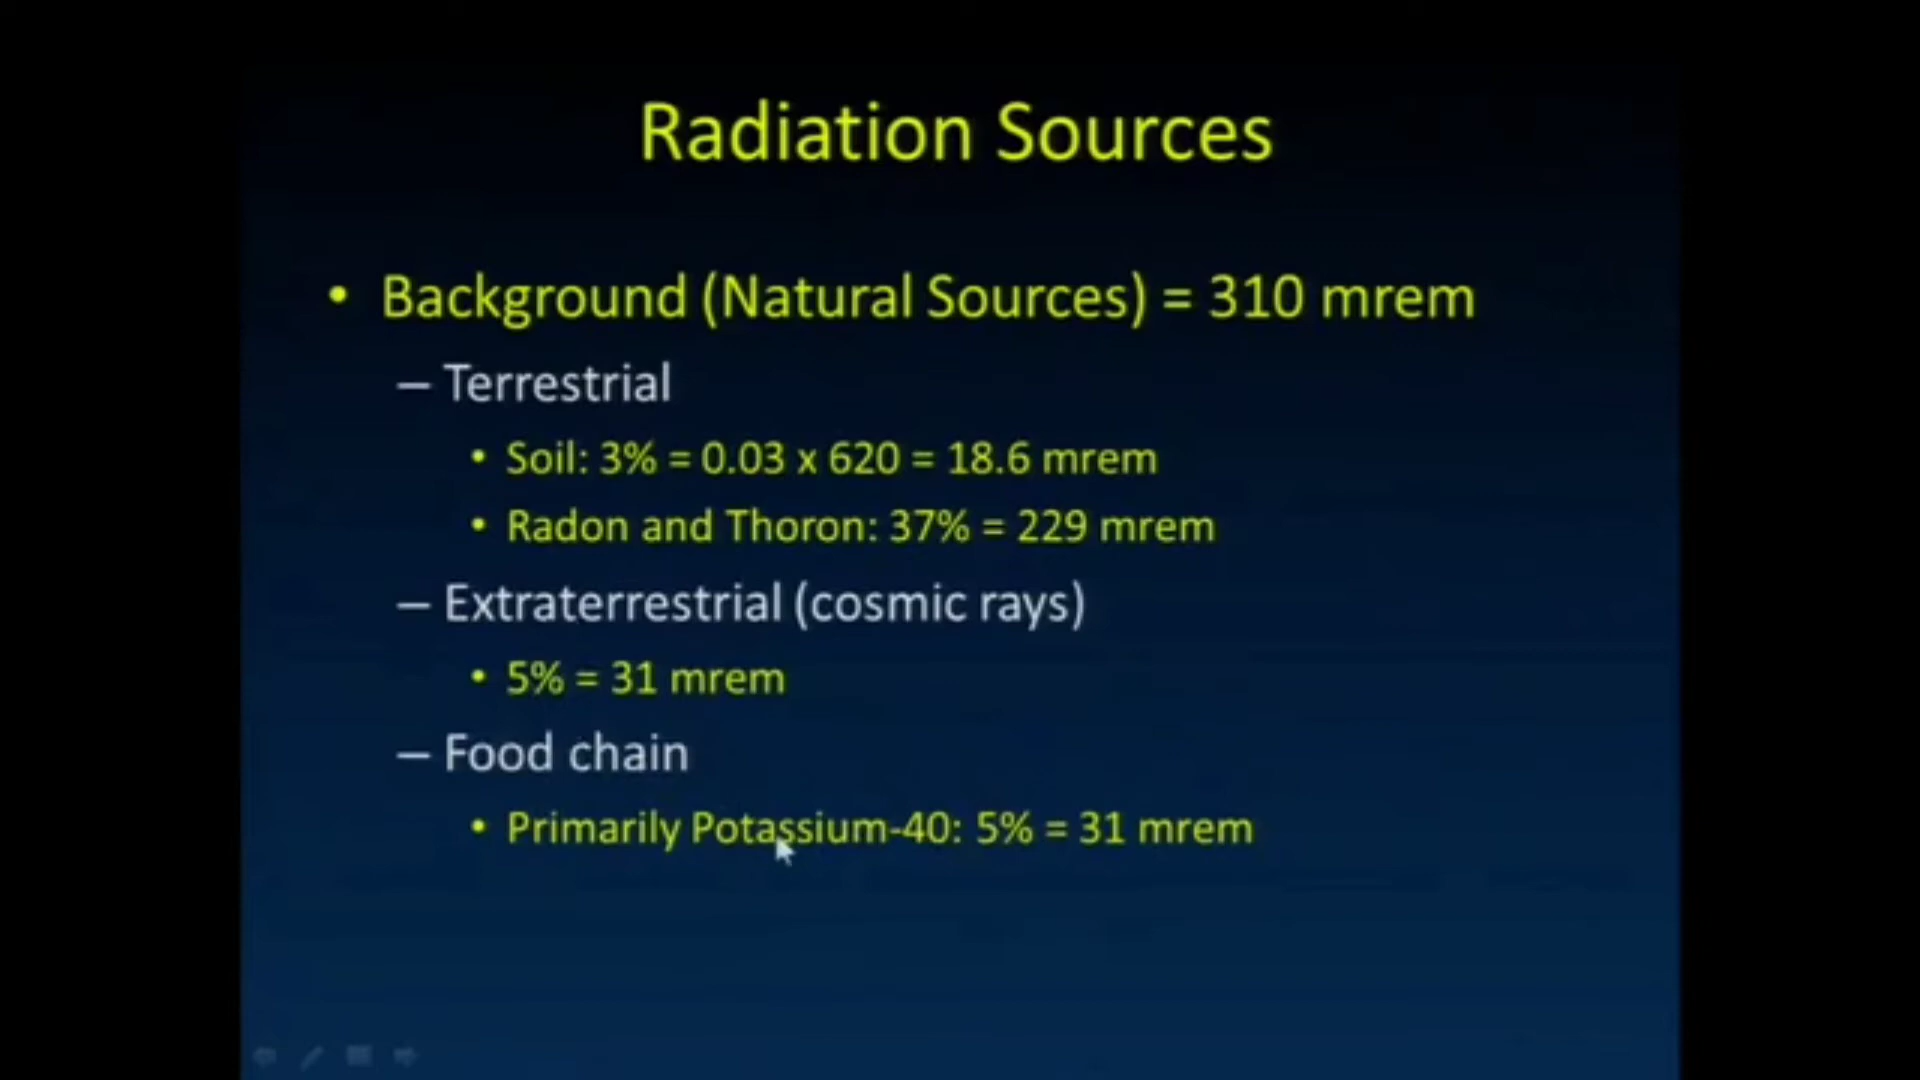 Radiation Sources
• Background (Natural Sources) = 310 mrem
– Terrestrial
• Soil: 3% = 0.03 x 620 = 18.6 mrem
• Radon and Thoron: 37% = 229 mrem
– Extraterrestrial (cosmic rays)
• 5% = 31 mrem
– Food chain
• Primarily Potassium-40: 5% = 31 mrem